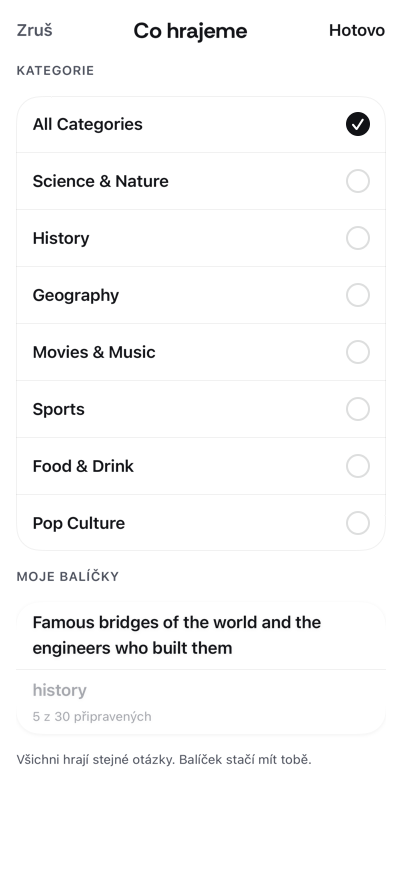 Zruš
Co hrajeme
Hotovo
KATEGORIE
All Categories
Science & Nature
History
Geography
Movies & Music
Sports
Food & Drink
Pop Culture
MOJE BALÍČKY
Famous bridges of the world and the
engineers who built them
history
5 z 30 připravených
Všichni hrají stejné otázky. Balíček stačí mít tobě.